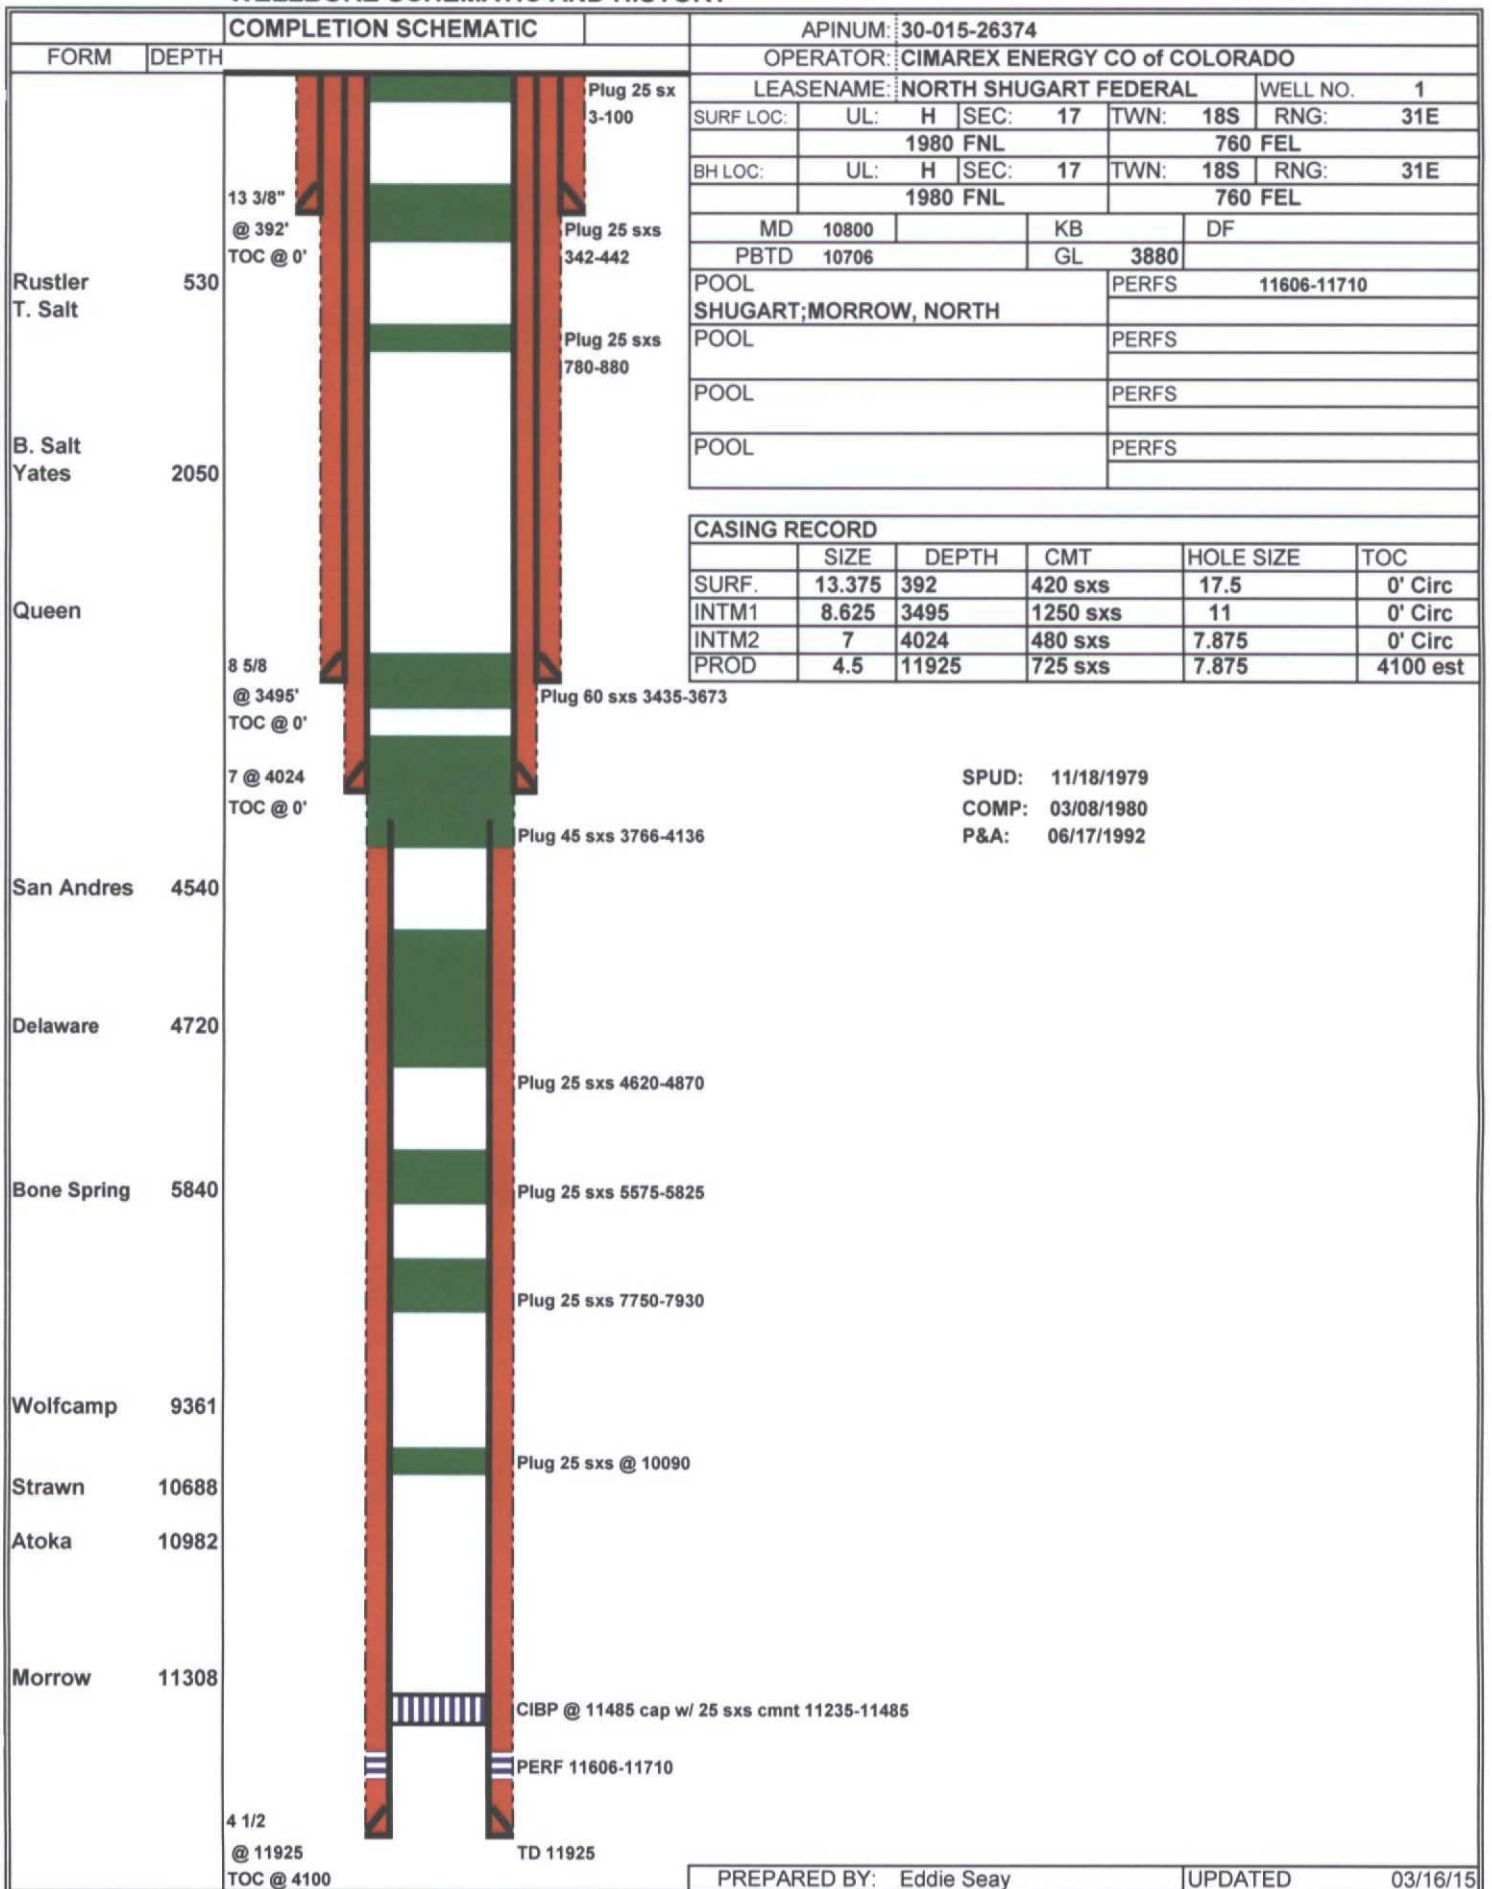 COMPLETION SCHEMATIC
FORM DEPTH
Plug 25 sx
3-100
13 3/8"
@ 392'
TOC @ 0'
Plug 25 sxs
342-442
Rustler 530
T. Salt
Plug 25 sxs
780-880
B. Salt
Yates 2050
Queen
8 5/8
@ 3495'
TOC @ 0'
Plug 60 sxs 3435-3673
7 @ 4024
TOC @ 0'
Plug 45 sxs 3766-4136
San Andres 4540
Delaware 4720
Plug 25 sxs 4620-4870
Bone Spring 5840
Plug 25 sxs 5575-5825
Plug 25 sxs 7750-7930
Wolfcamp 9361
Plug 25 sxs @ 10090
Strawn 10688
Atoka 10982
Morrow 11308
CIBP @ 11485 cap w/ 25 sxs cmnt 11235-11485
PERF 11606-11710
4 1/2
@ 11925
TOC @ 4100
TD 11925
APINUM: 30-015-26374
OPERATOR: CIMAREX ENERGY CO of COLORADO
LEASENAME: NORTH SHUGART FEDERAL WELL NO. 1
SURF LOC: UL: H SEC: 17 TWN: 18S RNG: 31E
1980 FNL 760 FEL
BH LOC: UL: H SEC: 17 TWN: 18S RNG: 31E
1980 FNL 760 FEL
MD 10800 KB DF
PBTD 10706 GL 3880
POOL PERFS 11606-11710
SHUGART;MORROW, NORTH
POOL PERFS
POOL PERFS
POOL PERFS
CASING RECORD
SIZE DEPTH CMT HOLE SIZE TOC
SURF. 13.375 392 420 sxs 17.5 0' Circ
INTM1 8.625 3495 1250 sxs 11 0' Circ
INTM2 7 4024 480 sxs 7.875 0' Circ
PROD 4.5 11925 725 sxs 7.875 4100 est
SPUD: 11/18/1979
COMP: 03/08/1980
P&A: 06/17/1992
PREPARED BY: Eddie Seay UPDATED 03/16/15